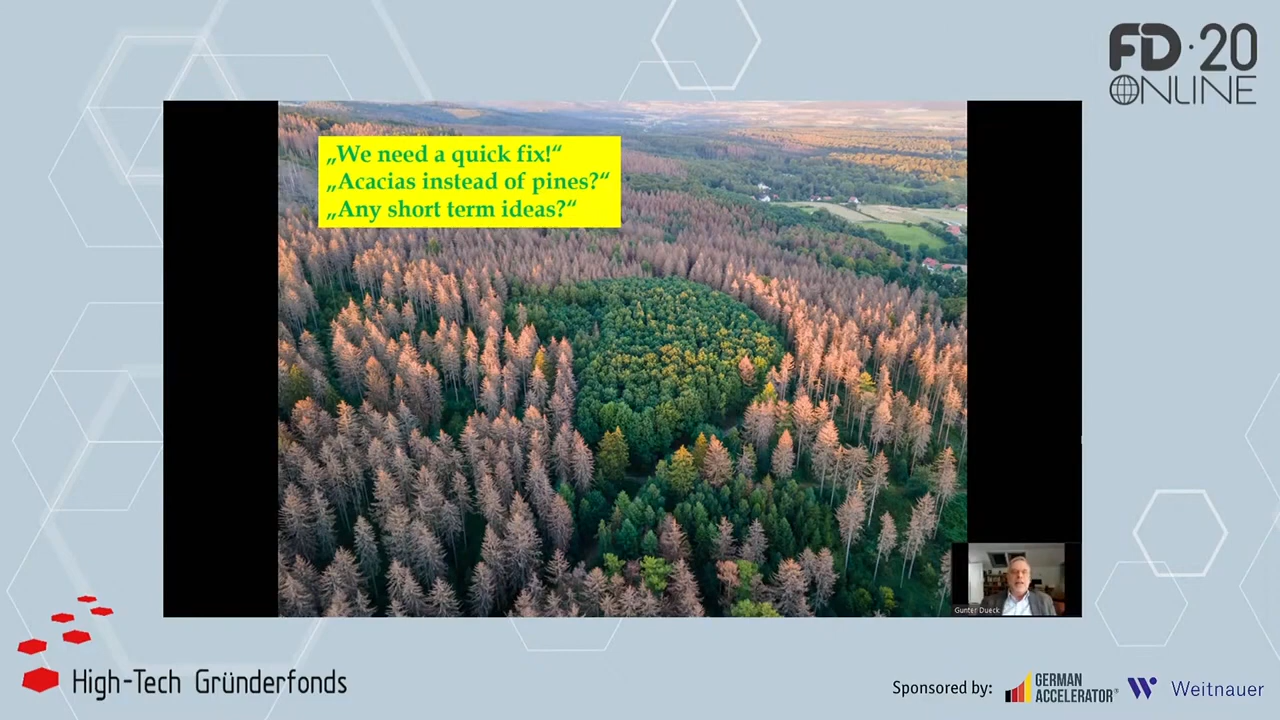 FD·20
ONLINE
„We need a quick fix!“
„Acacias instead of pines?“
„Any short term ideas?“
Gunter Dueck
High-Tech Gründerfonds
Sponsored by:
GERMAN
ACCELERATOR®
Weitnauer